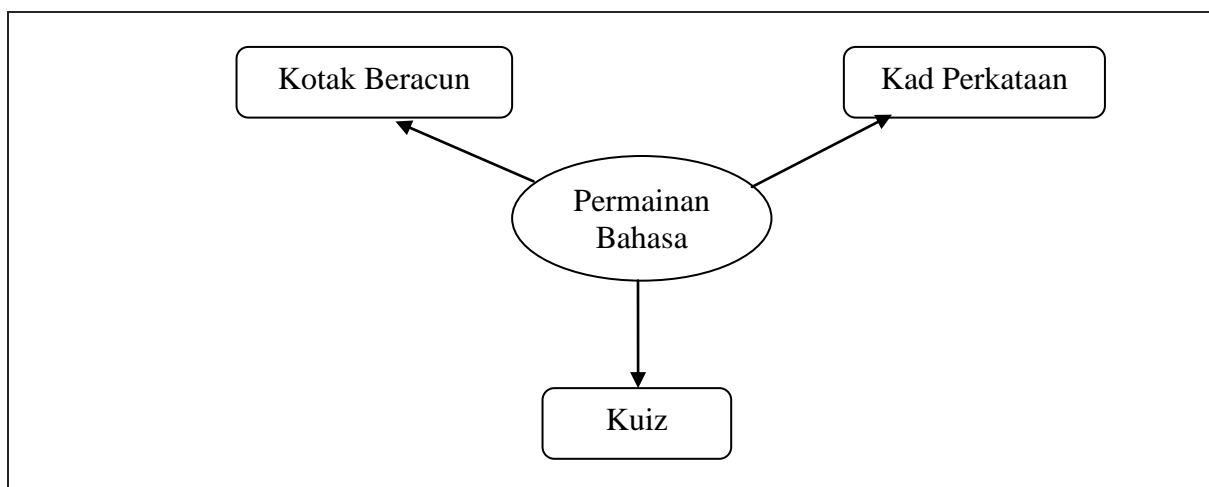 Kotak Beracun
Kad Perkataan
Permainan
Bahasa
Kuiz